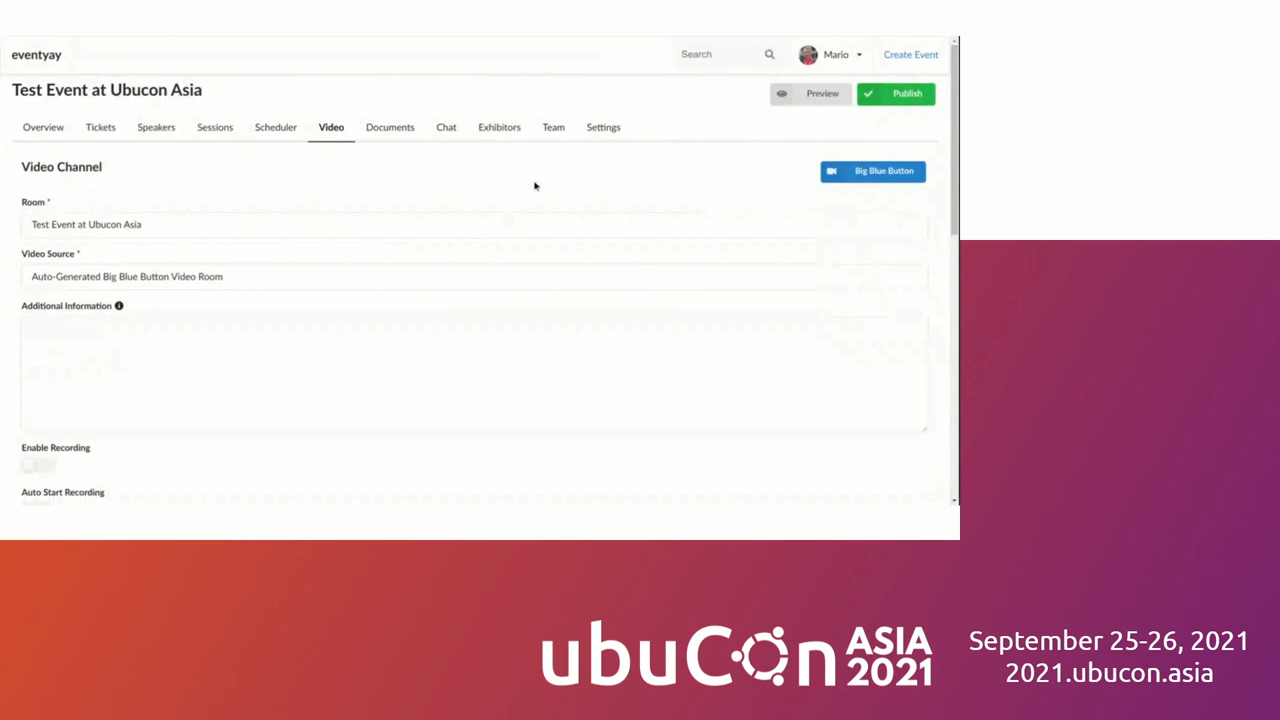 eventyay
Search
Mario
Create Event
Test Event at Ubucon Asia
Preview
Publish
Overview
Tickets
Speakers
Sessions
Scheduler
Video
Documents
Chat
Exhibitors
Team
Settings
Video Channel
Big Blue Button
Room *
Test Event at Ubucon Asia
Video Source *
Auto-Generated Big Blue Button Video Room
Additional Information
Enable Recording
Auto Start Recording
ubuCon ASIA 2021
September 25-26, 2021
2021.ubucon.asia